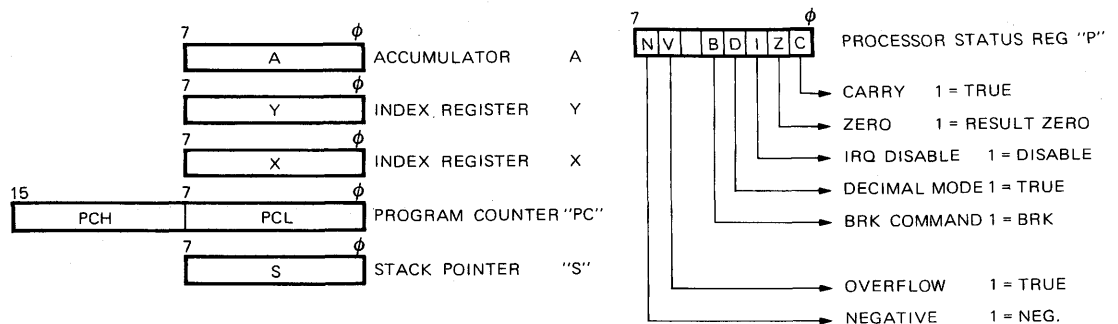 7 φ
A ACCUMULATOR A
7 φ
Y INDEX REGISTER Y
7 φ
X INDEX REGISTER X
15 7 φ
PCH PCL PROGRAM COUNTER "PC"
7 φ
S STACK POINTER "S"
7 φ
N V B D I Z C PROCESSOR STATUS REG "P"
CARRY 1 = TRUE
ZERO 1 = RESULT ZERO
IRQ DISABLE 1 = DISABLE
DECIMAL MODE 1 = TRUE
BRK COMMAND 1 = BRK
OVERFLOW 1 = TRUE
NEGATIVE 1 = NEG.